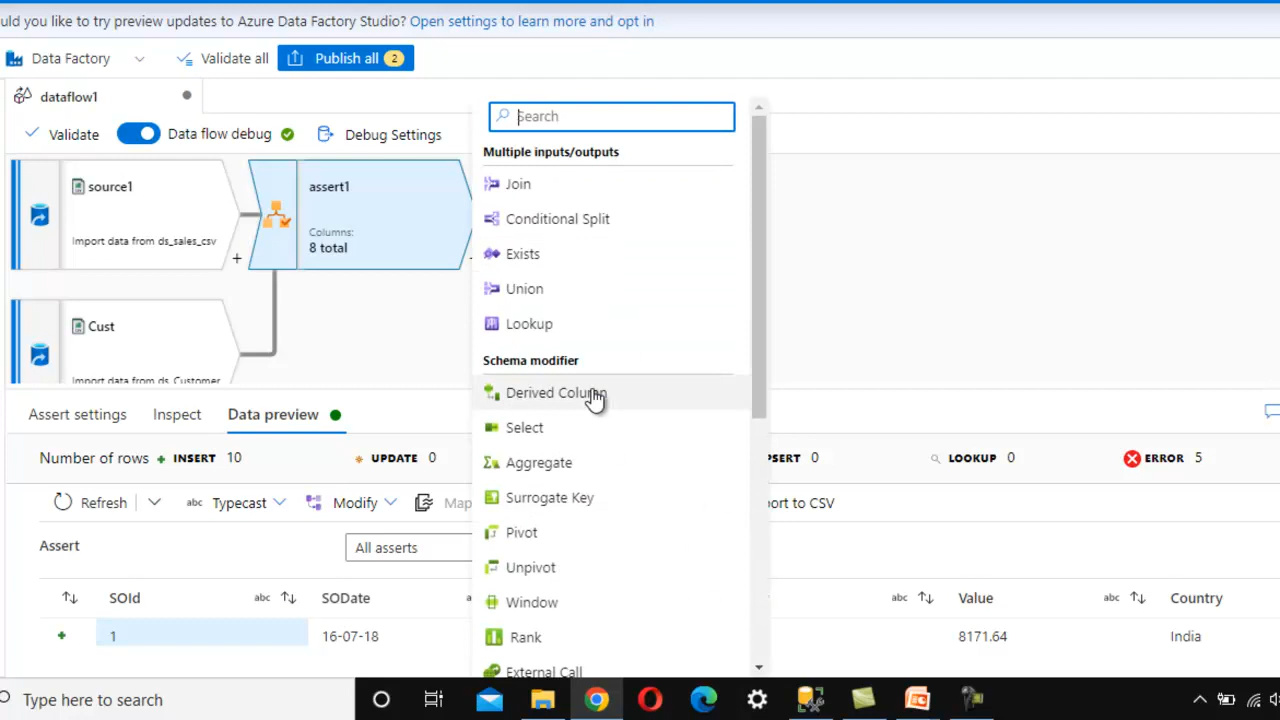 ould you like to try preview updates to Azure Data Factory Studio? Open settings to learn more and opt in
Data Factory
Validate all
Publish all 2
dataflow1
Validate
Data flow debug
Debug Settings
source1
Import data from ds_sales_csv
+
assert1
Columns:
8 total
Cust
Import data from ds_Customer
Search
Multiple inputs/outputs
Join
Conditional Split
Exists
Union
Lookup
Schema modifier
Derived Column
Select
Aggregate
Surrogate Key
Pivot
Unpivot
Window
Rank
External Call
Assert settings
Inspect
Data preview
Number of rows + INSERT 10 UPDATE 0 PSERT 0 LOOKUP 0 ERROR 5
Refresh abc Typecast Modify Map ort to CSV
Assert All asserts
SOId abc SODate abc Value abc Country
+ 1 16-07-18 8171.64 India
Type here to search